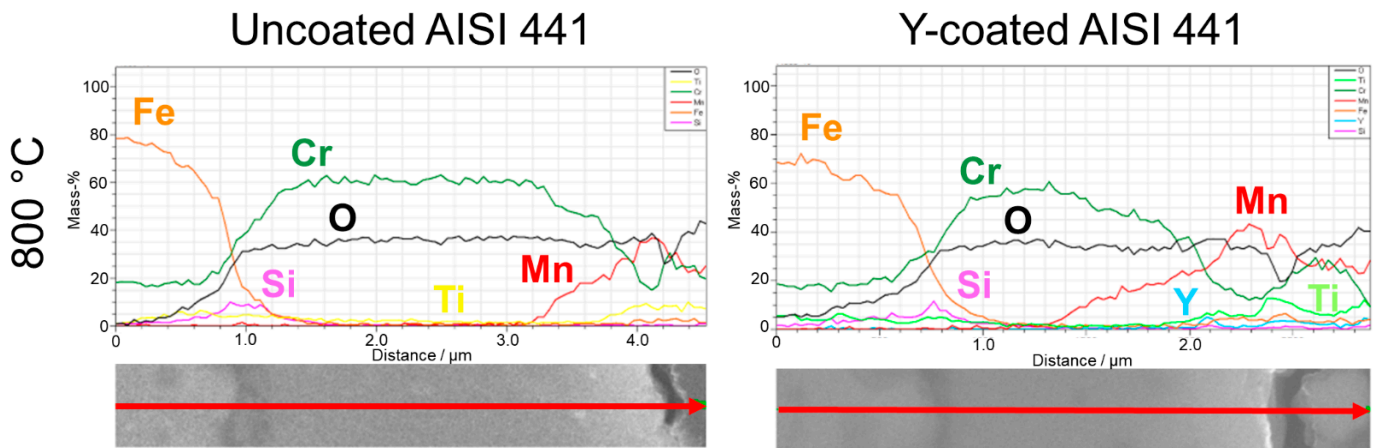 Uncoated AISI 441
Y-coated AISI 441
800 °C
Mass-%
100
80
60
40
20
0
Fe
Cr
O
Si
Mn
Ti
O
Ti
Cr
Mn
Fe
Si
0
1.0
2.0
3.0
4.0
Distance / µm
Mass-%
100
80
60
40
20
0
Fe
Cr
O
Si
Mn
Y
Ti
O
Ti
Cr
Mn
Fe
Y
Si
0
1.0
2.0
Distance / µm